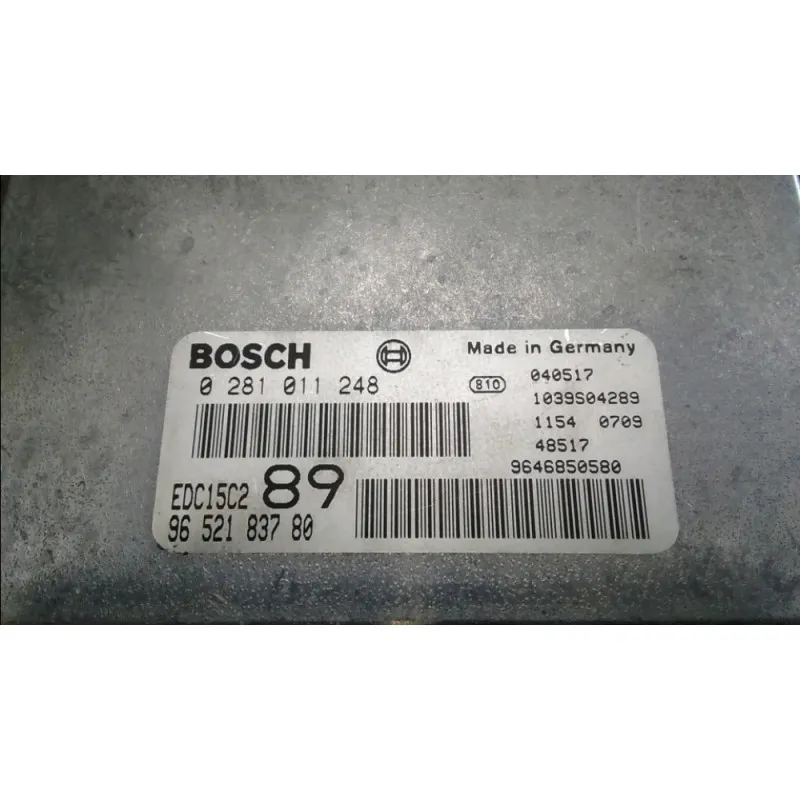 BOSCH
Made in Germany
0 281 011 248
810
040517
1039S04289
1154 0709
48517
9646850580
EDC15C2 89
96 521 837 80